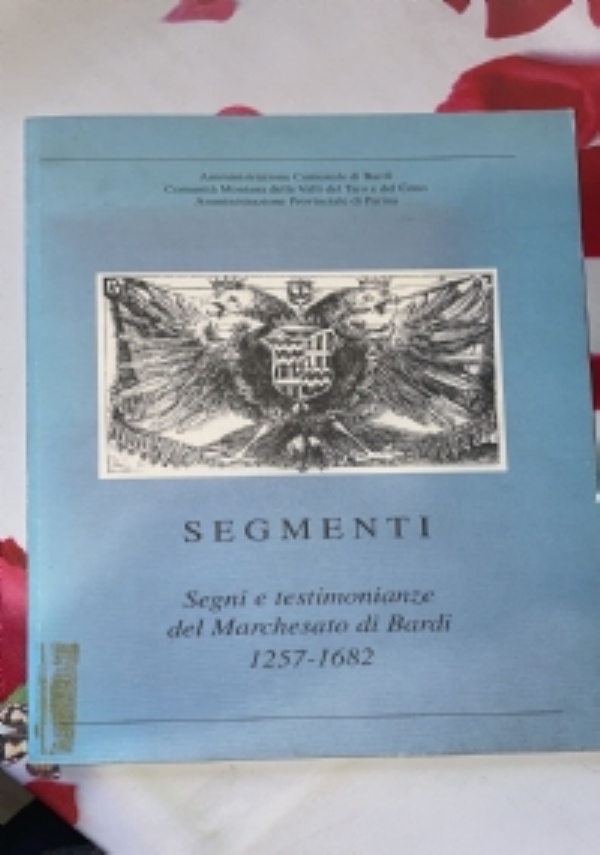 Amministrazione Comunale di Bardi
Comunità Montana delle Valli del Taro e del Ceno
Amministrazione Provinciale di Parma
SEGMENTI
Segni e testimonianze
del Marchesato di Bardi
1257-1682